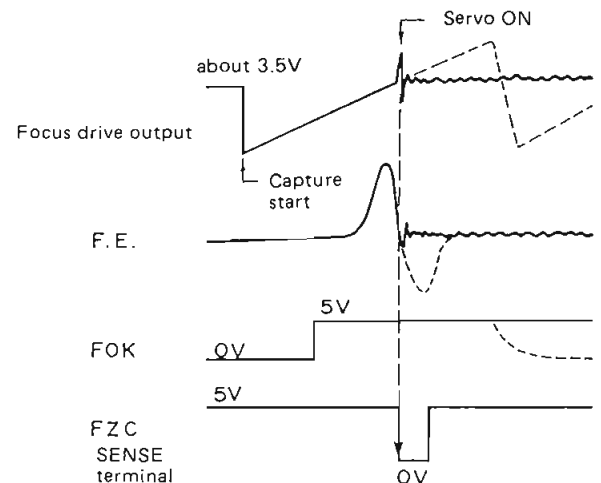 Servo ON
about 3.5V
Focus drive output
Capture
start
F. E.
5V
FOK
0V
5V
FZC
SENSE
terminal
0V